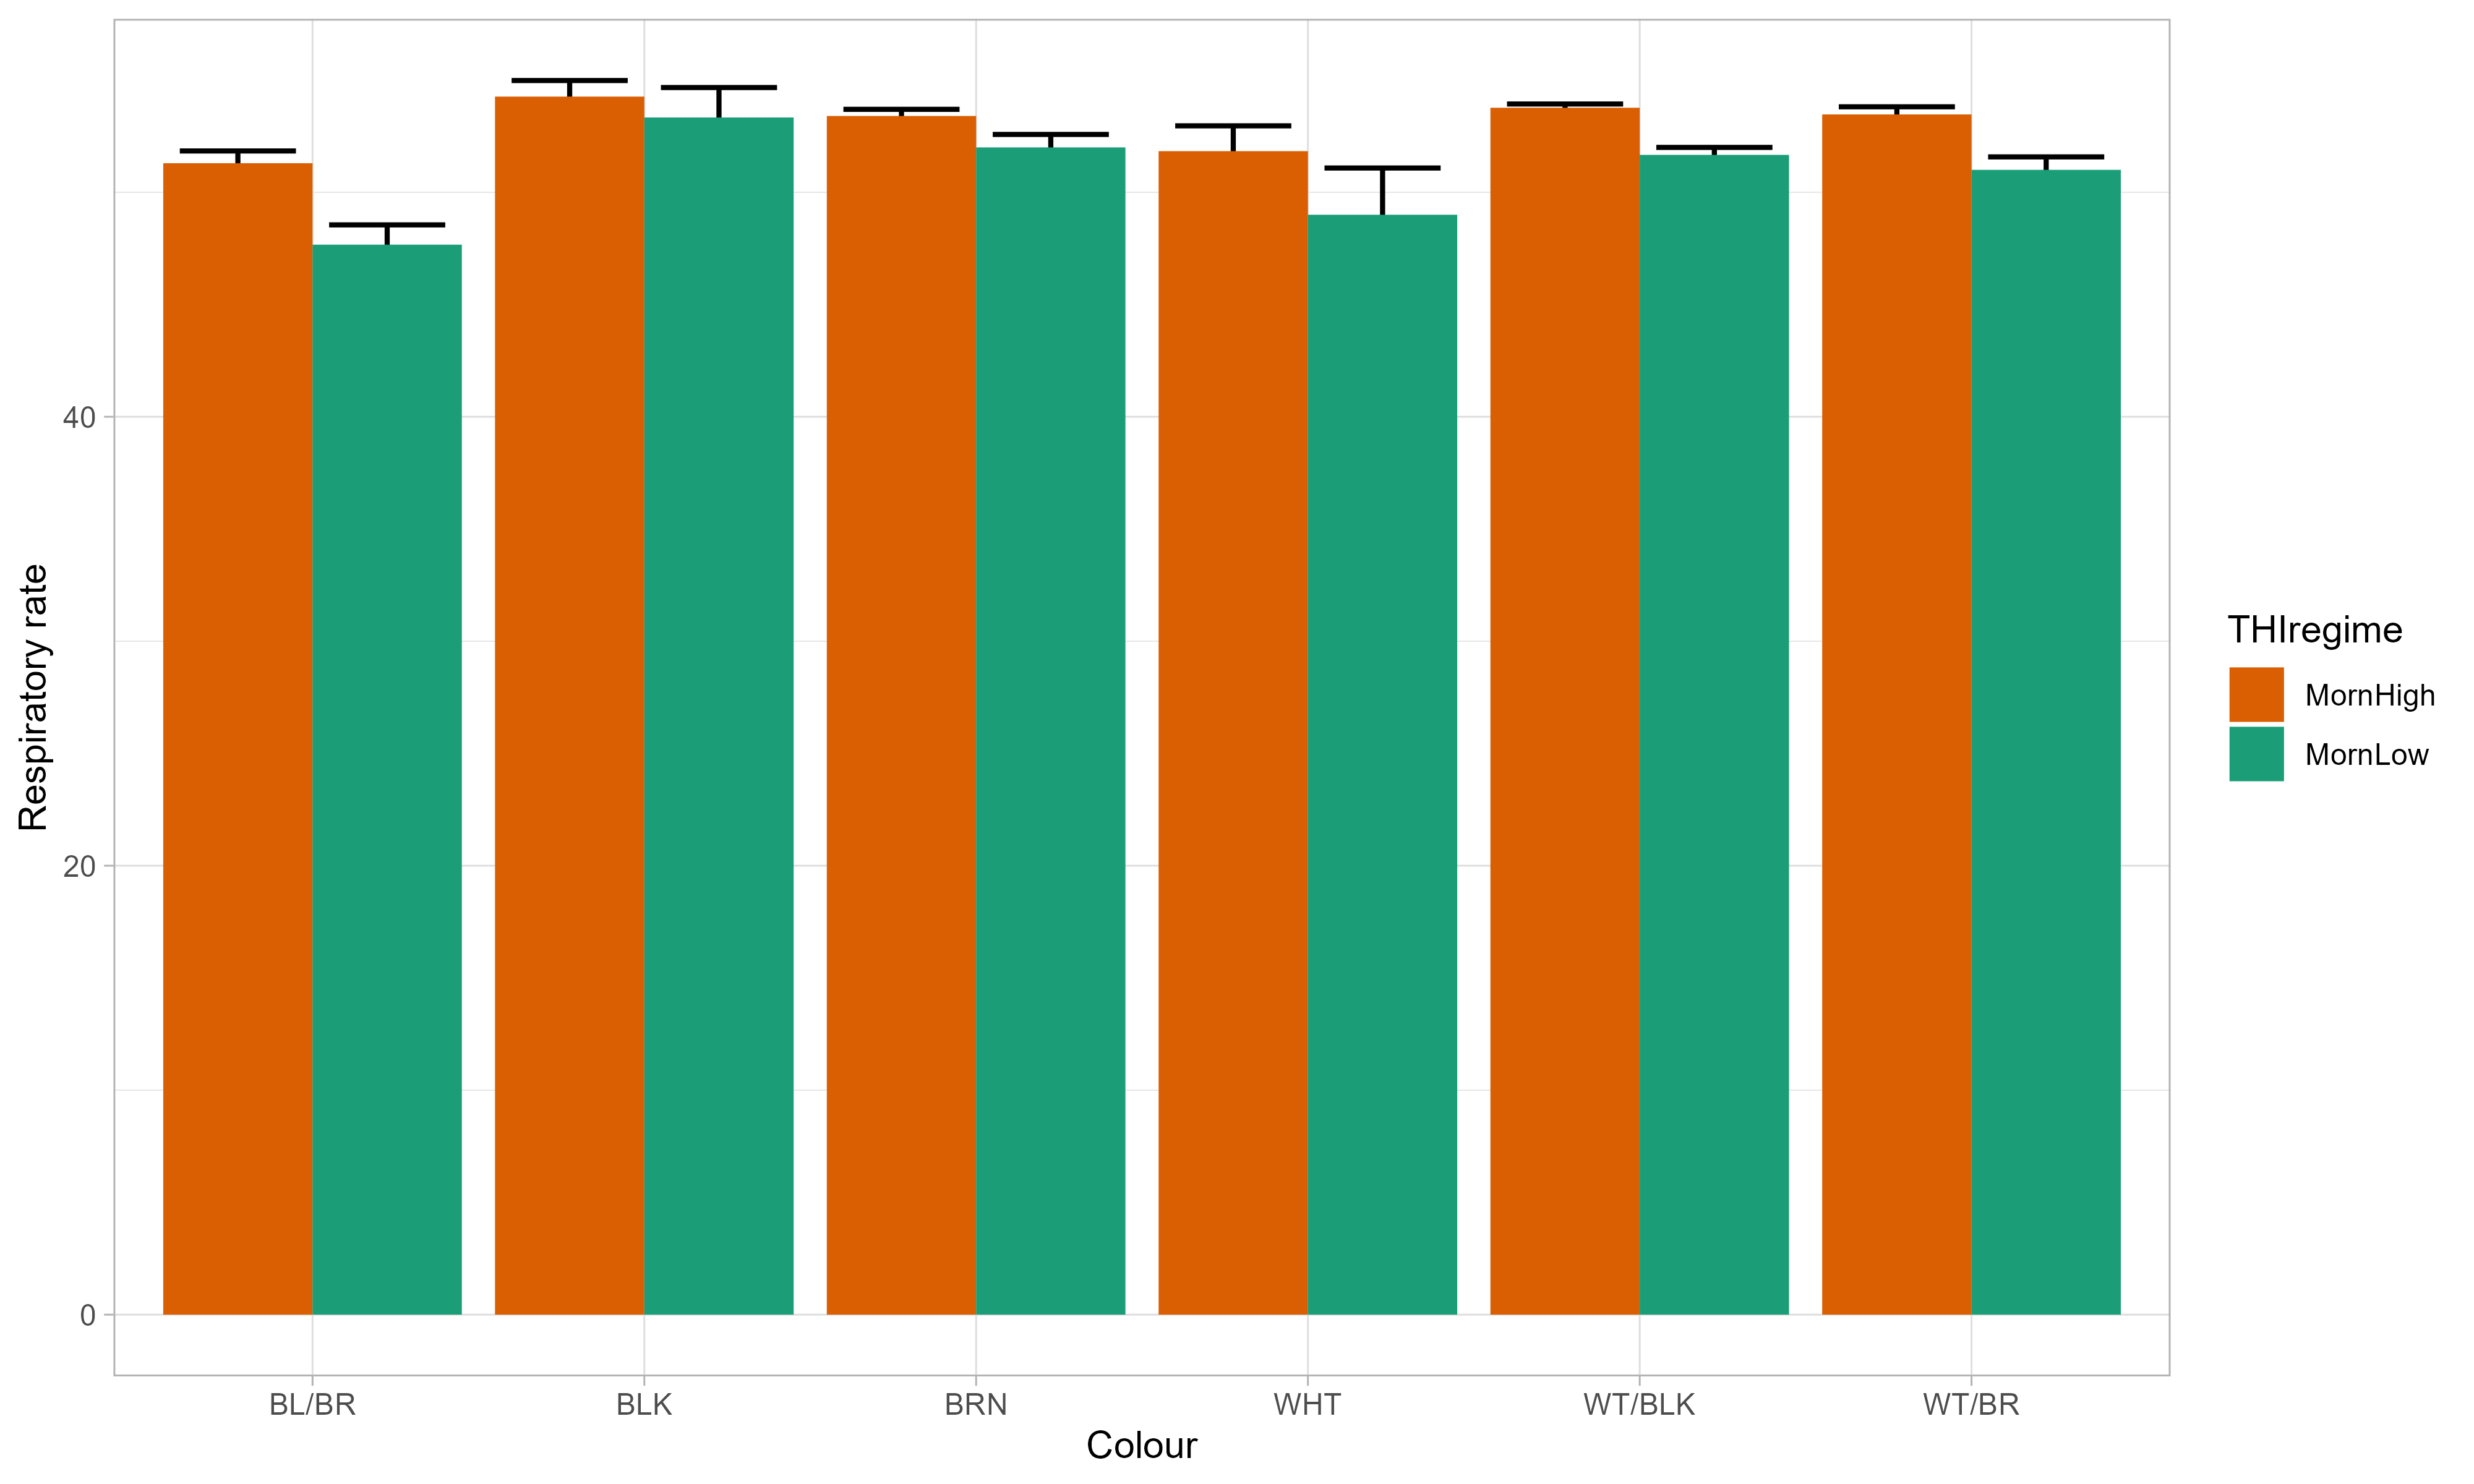 Respiratory rate
40
20
0
BL/BR BLK BRN WHT WT/BLK WT/BR
Colour
THIregime
MornHigh
MornLow